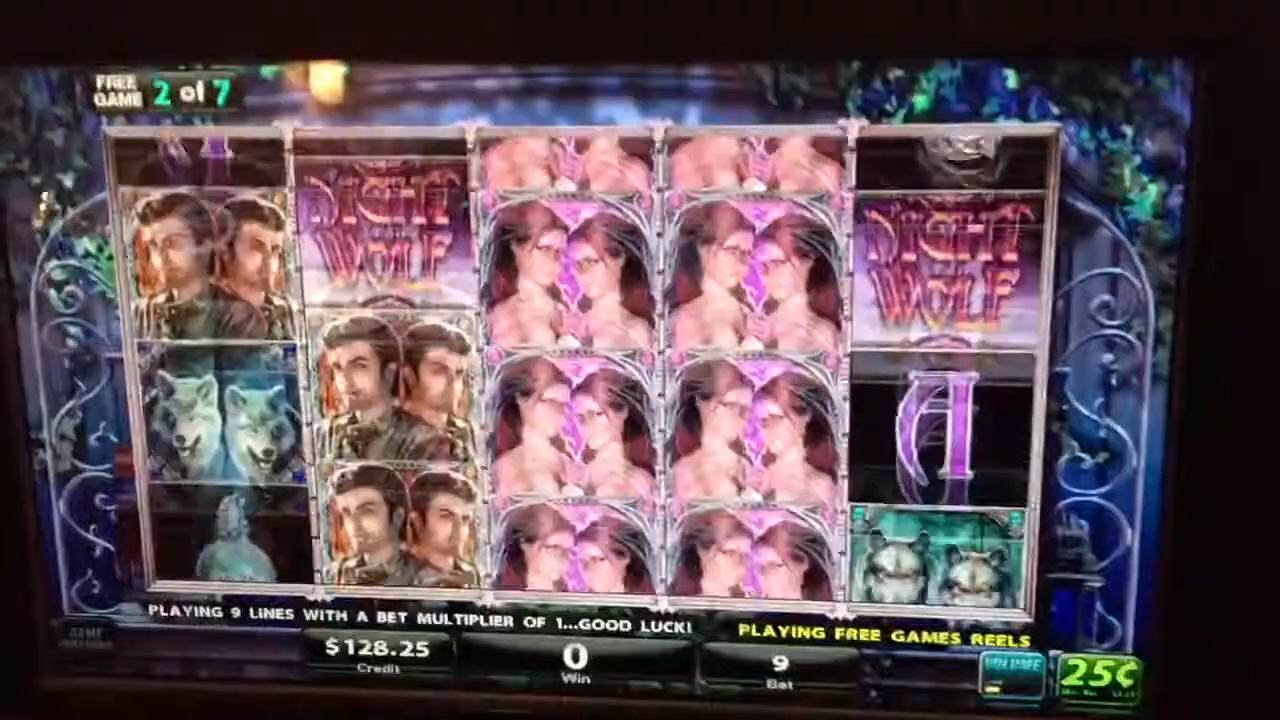 FREE
GAME 2 of 7
NIGHT
WOLF
NIGHT
WOLF
A
PLAYING 9 LINES WITH A BET MULTIPLIER OF 1...GOOD LUCK!
PLAYING FREE GAMES REELS
$128.25
Credit
0
Win
9
Bet
VOLUME
25¢